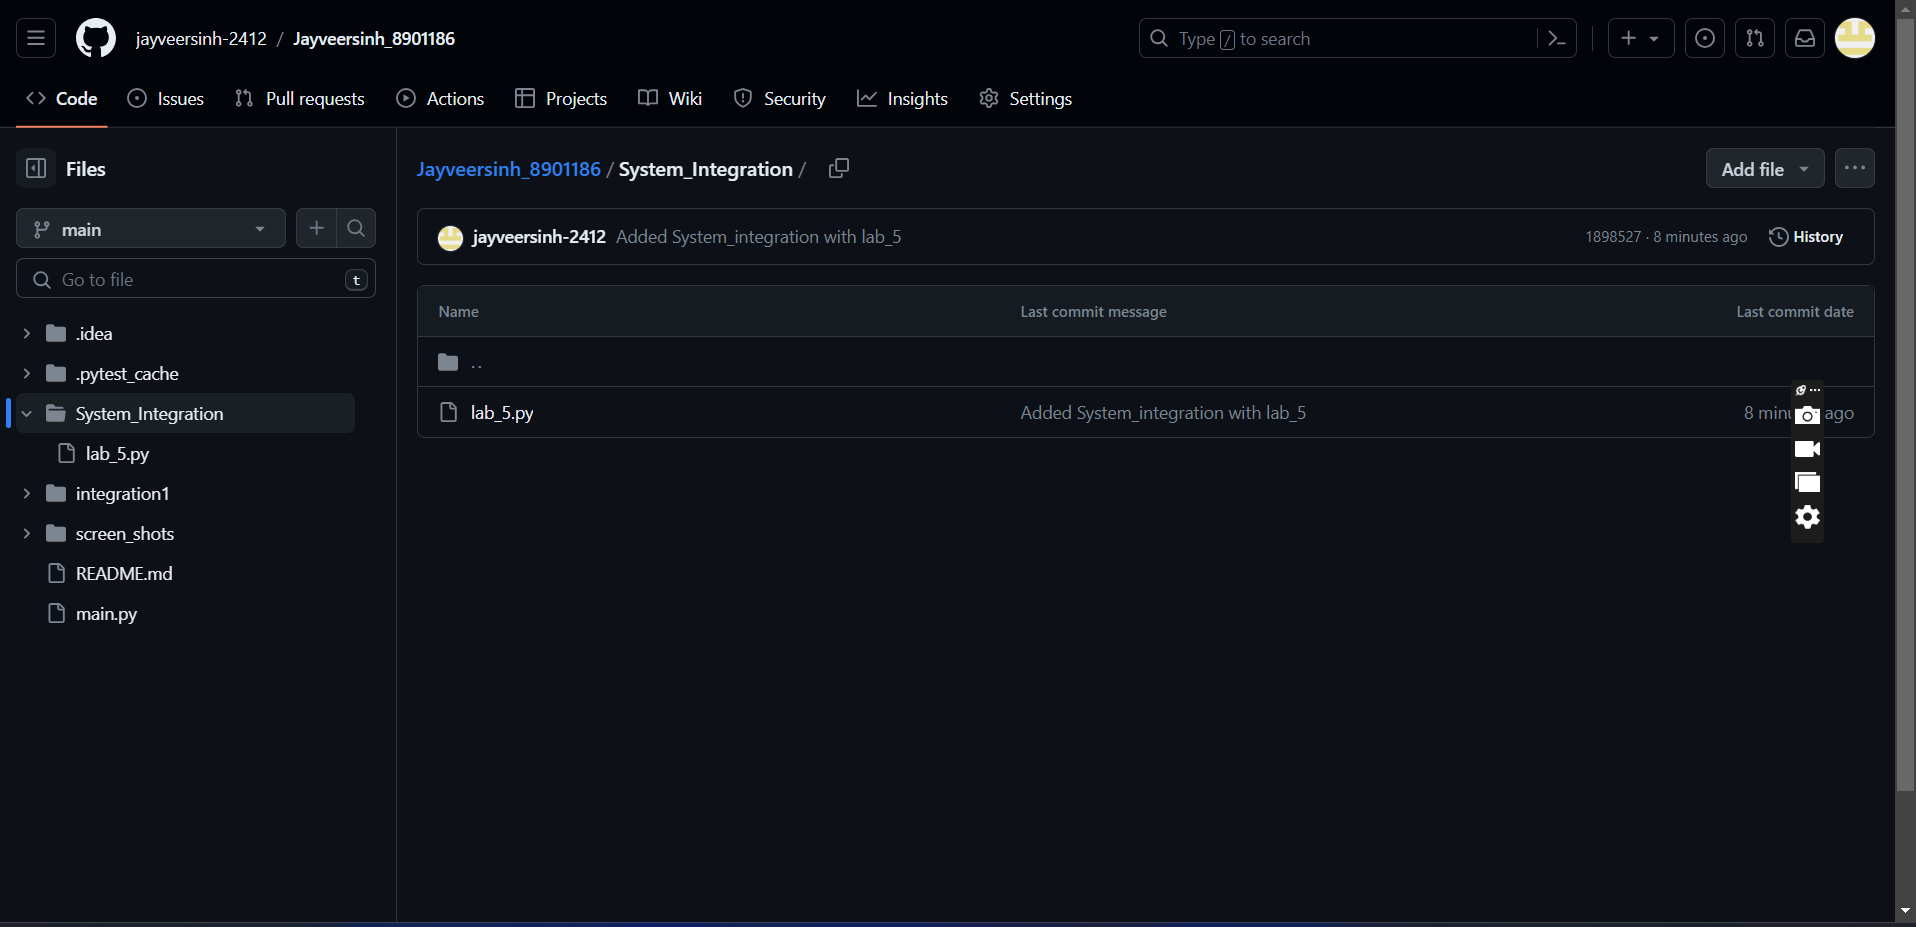 jayveersinh-2412 / Jayveersinh_8901186
Type / to search
Code Issues Pull requests Actions Projects Wiki Security Insights Settings
Files
main
Go to file t
.idea
.pytest_cache
System_Integration
lab_5.py
integration1
screen_shots
README.md
main.py
Jayveersinh_8901186 / System_Integration /
Add file
jayveersinh-2412 Added System_integration with lab_5 1898527 · 8 minutes ago History
Name Last commit message Last commit date
..
lab_5.py Added System_integration with lab_5 8 minu ago